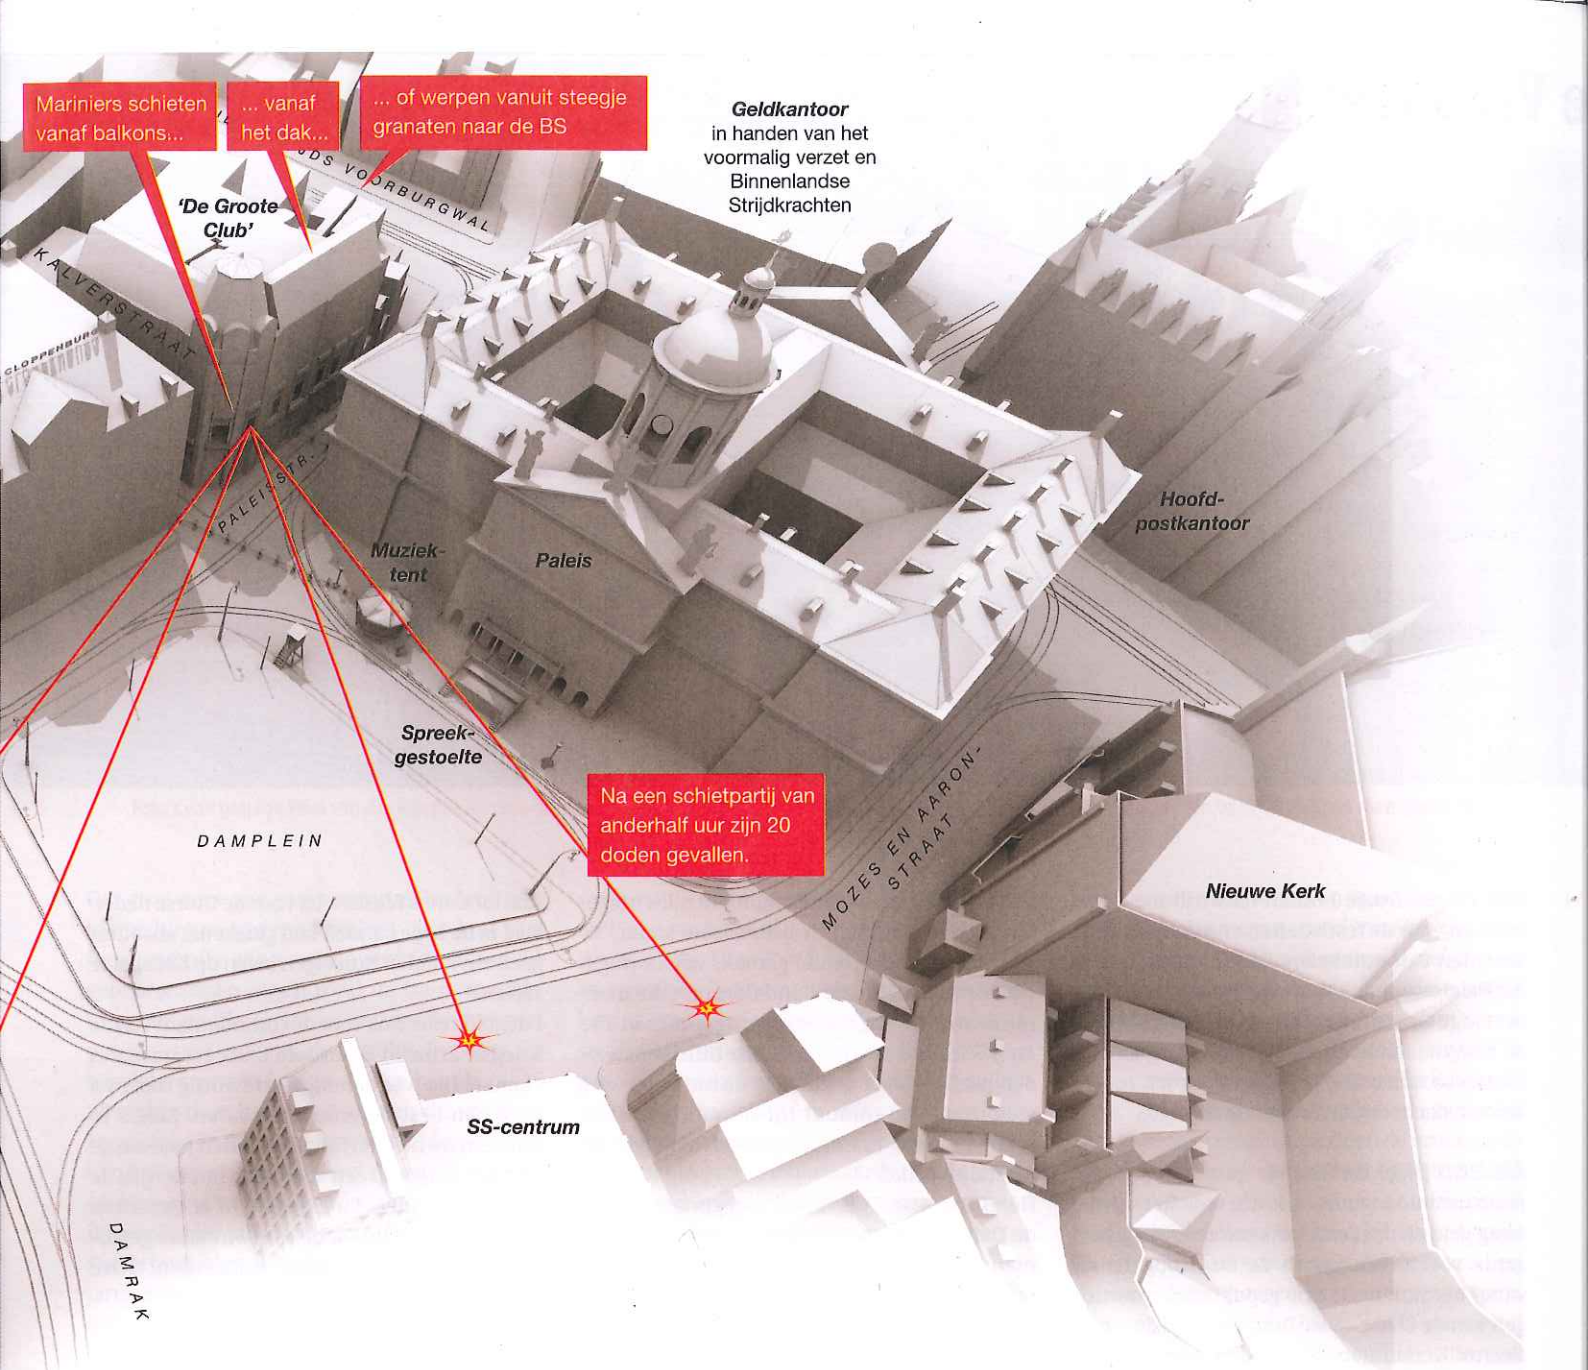 Mariniers schieten
vanaf balkons...
... vanaf
het dak...
... of werpen vanuit steegje
granaten naar de BS
Geldkantoor
in handen van het
voormalig verzet en
Binnenlandse
Strijdkrachten
VOORBURGWAL
'De Groote
Club'
KALVERSTRAAT
CLOPPENBURG
PALEISSTR.
Hoofd-
postkantoor
Muziek-
tent
Paleis
Spreek-
gestoelte
Na een schietpartij van
anderhalf uur zijn 20
doden gevallen.
DAMPLEIN
MOZES EN AARON-
STRAAT
Nieuwe Kerk
SS-centrum
DAMRAK